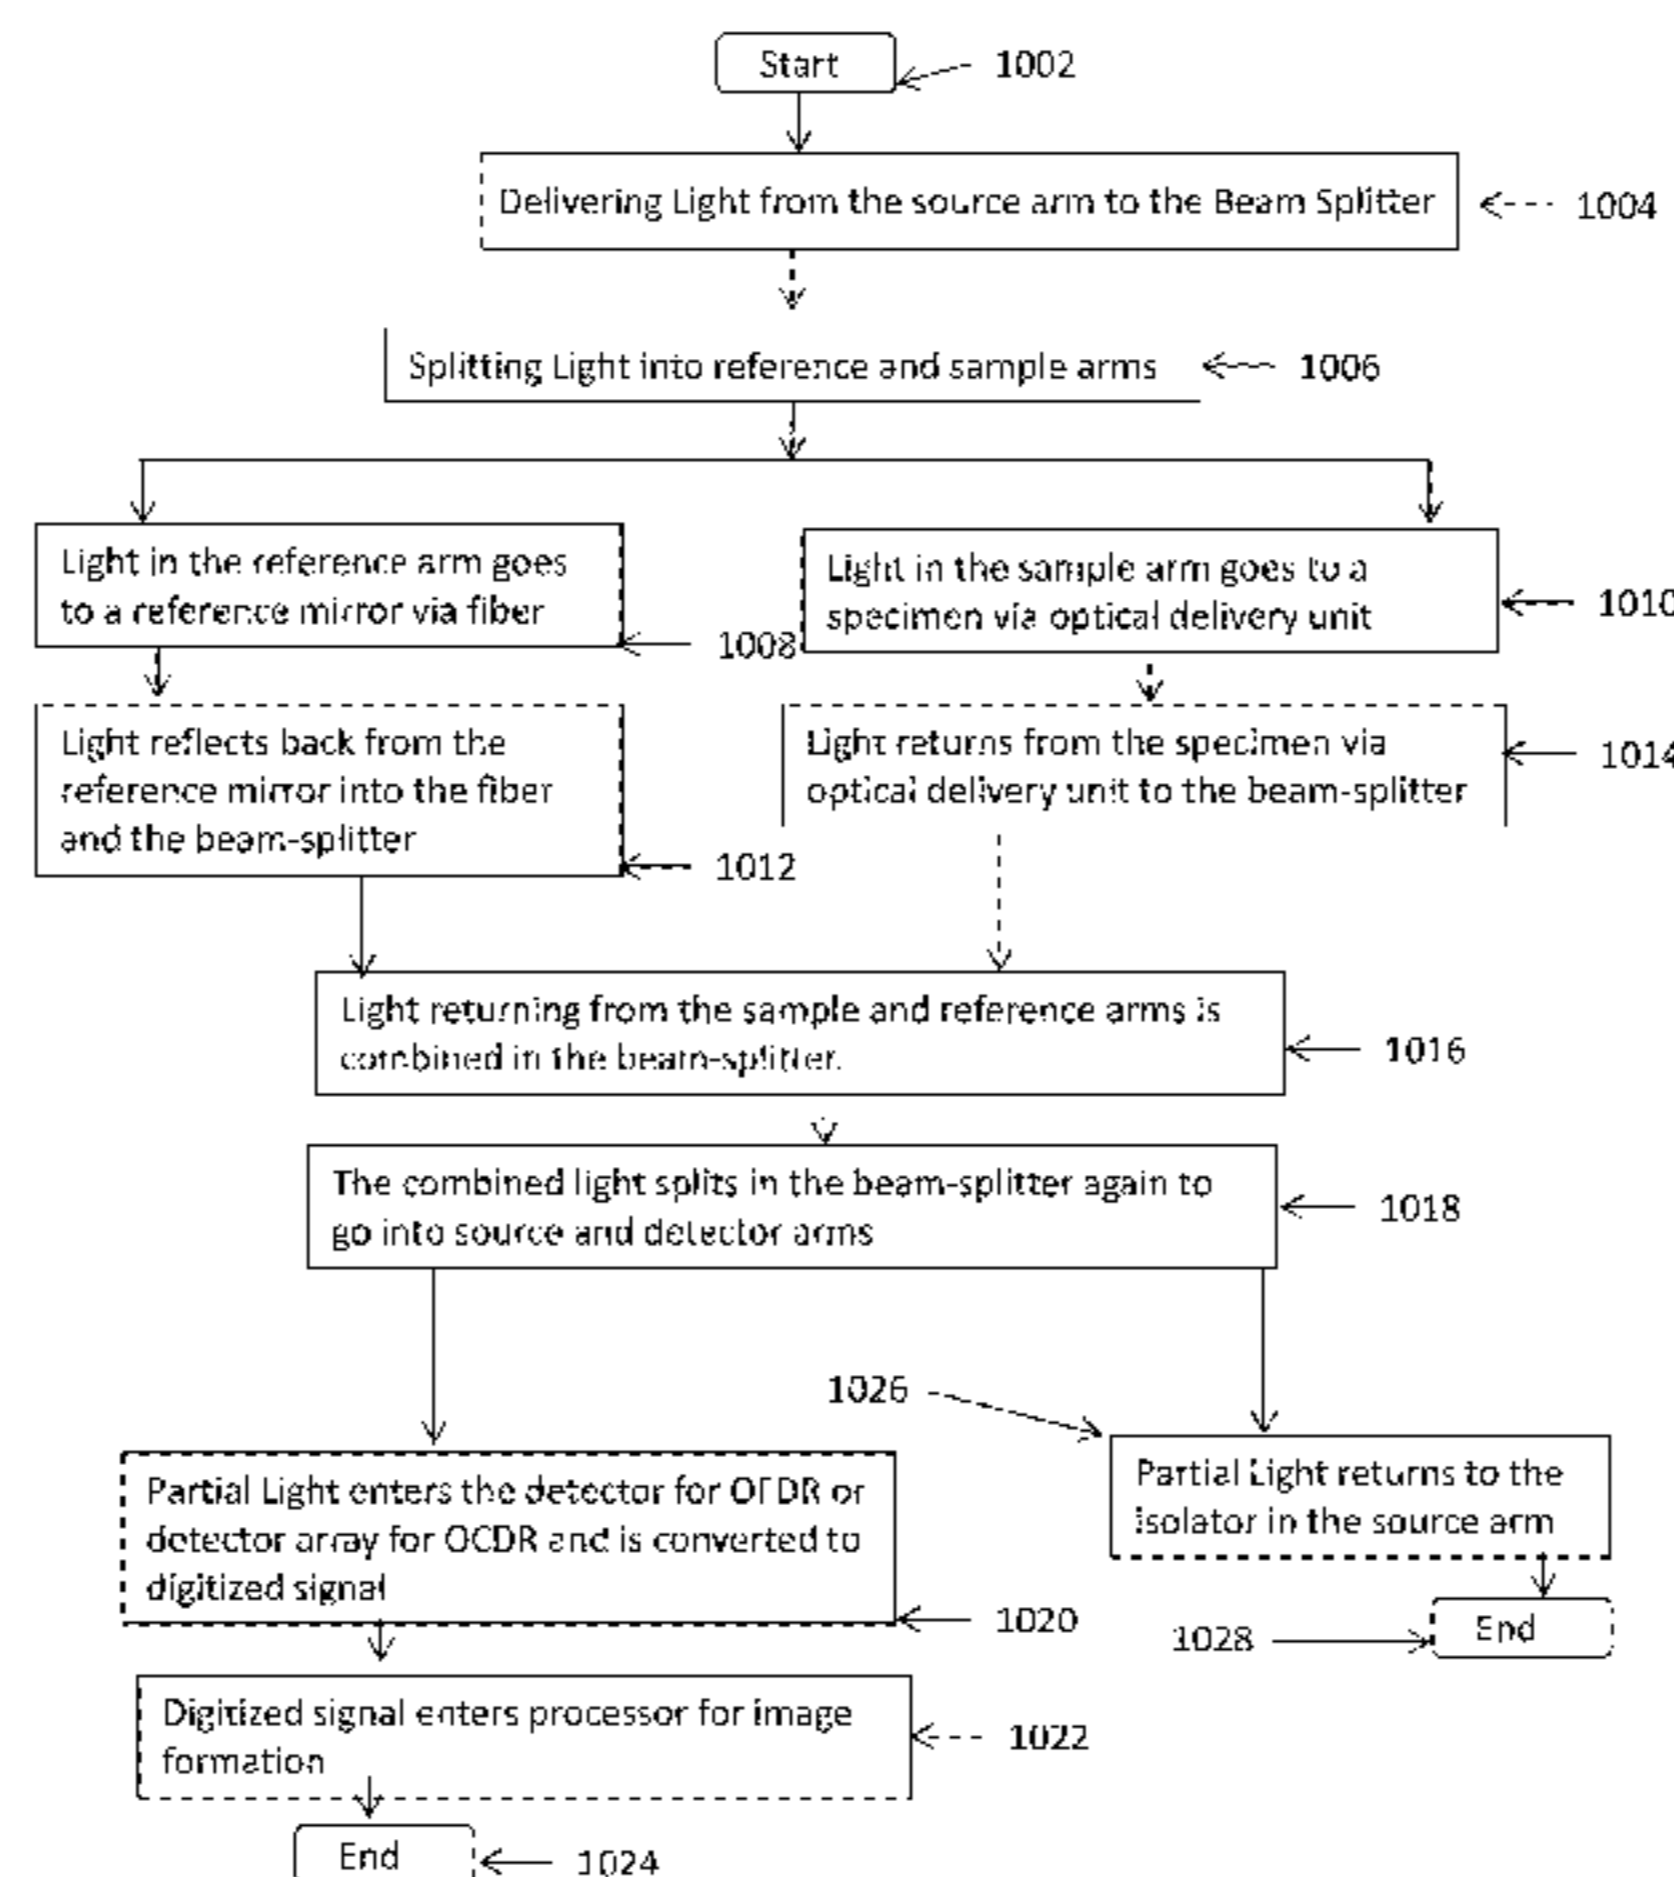 Start
1002
Delivering Light from the source arm to the Beam Splitter
1004
Splitting Light into reference and sample arms
1006
Light in the reference arm goes
to a reference mirror via fiber
1008
Light in the sample arm goes to a
specimen via optical delivery unit
1010
Light reflects back from the
reference mirror into the fiber
and the beam-splitter
1012
Light returns from the specimen via
optical delivery unit to the beam-splitter
1014
Light returning from the sample and reference arms is
combined in the beam-splitter.
1016
The combined light splits in the beam-splitter again to
go into source and detector arms
1018
1026
Partial Light enters the detector for OFDR or
detector array for OCDR and is converted to
digitized signal
1020
Partial Light returns to the
isolator in the source arm
End
1028
Digitized signal enters processor for image
formation
1022
End
1024